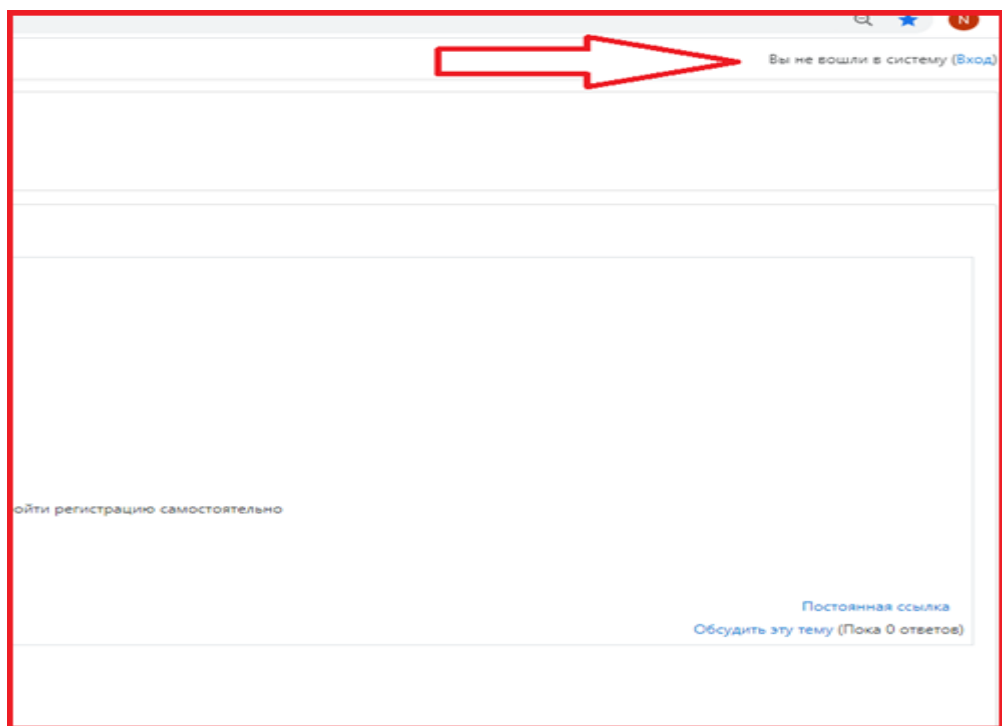 N
Вы не вошли в систему (Вход)
ойти регистрацию самостоятельно
Постоянная ссылка
Обсудить эту тему (Пока 0 ответов)